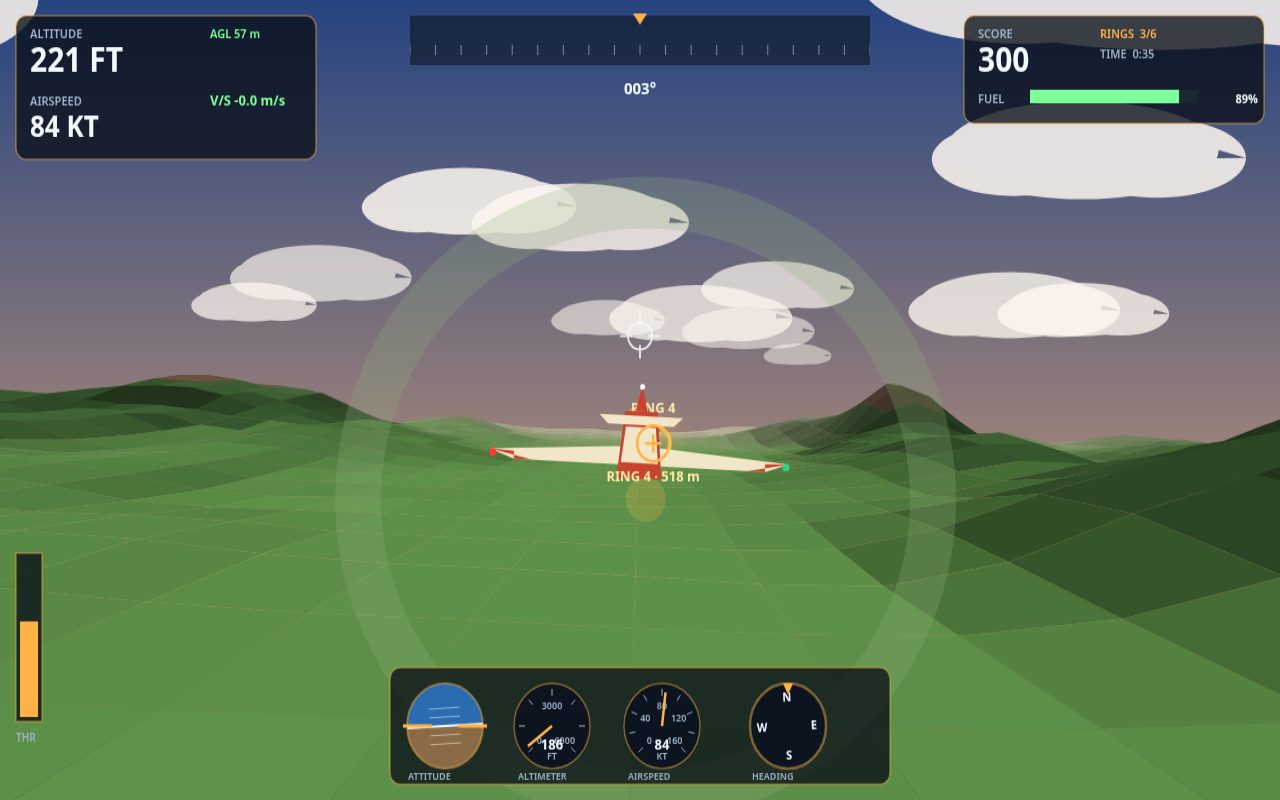 ALTITUDE
AGL 57 m
221 FT
AIRSPEED
V/S -0.0 m/s
84 KT
003°
SCORE
RINGS 3/6
300
TIME 0:35
FUEL
89%
RING 4
RING 4 · 518 m
THR
3000
0
186
FT
80
40
120
0
84
160
KT
N
W
E
S
ATTITUDE
ALTIMETER
AIRSPEED
HEADING